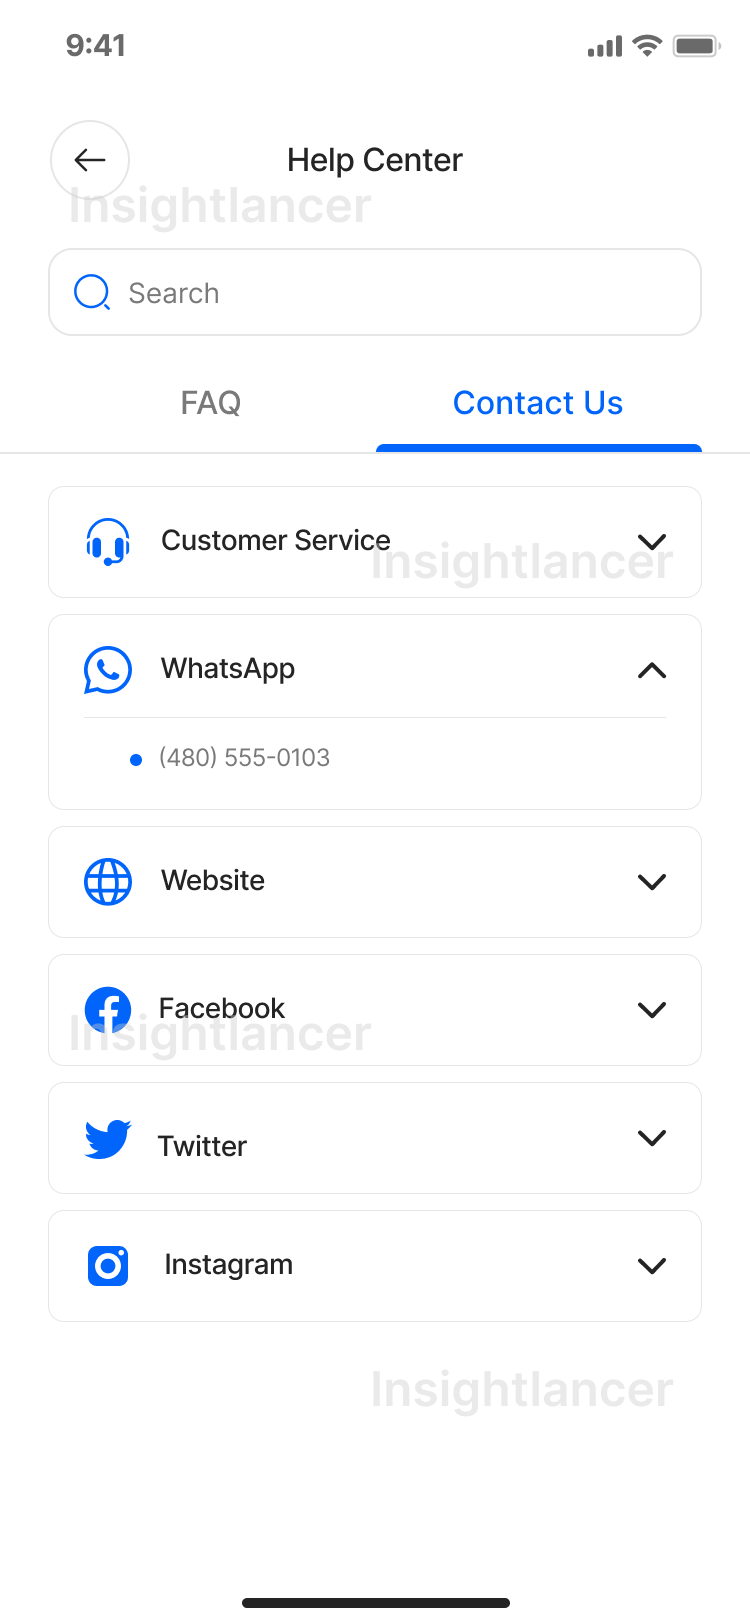 9:41
Help Center
Insightlancer
Search
FAQ
Contact Us
Customer Service
Insightlancer
WhatsApp
(480) 555-0103
Website
Facebook
Insightlancer
Twitter
Instagram
Insightlancer